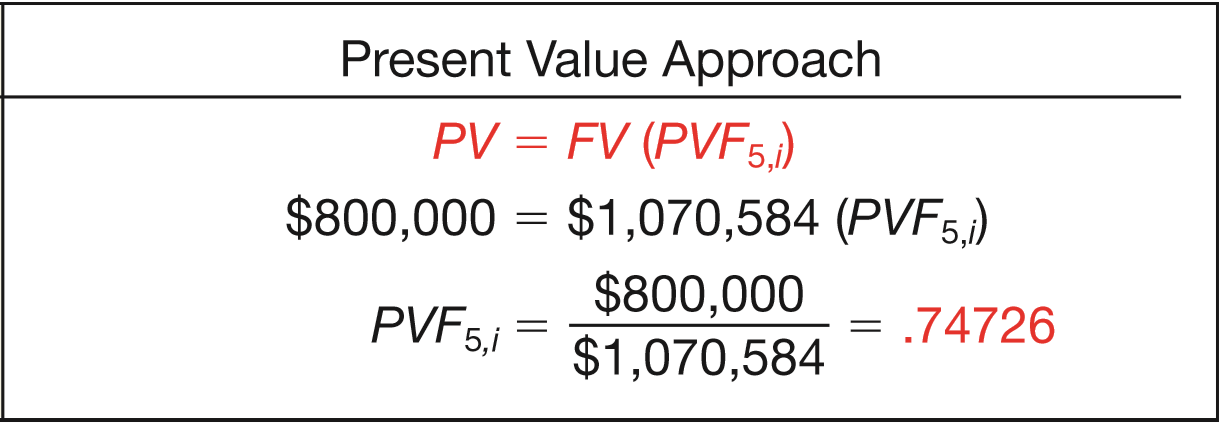 Present Value Approach
PV = FV (PVF5,i)
$800,000 = $1,070,584 (PVF5,i)
PVF5,i = $800,000 / $1,070,584 = .74726